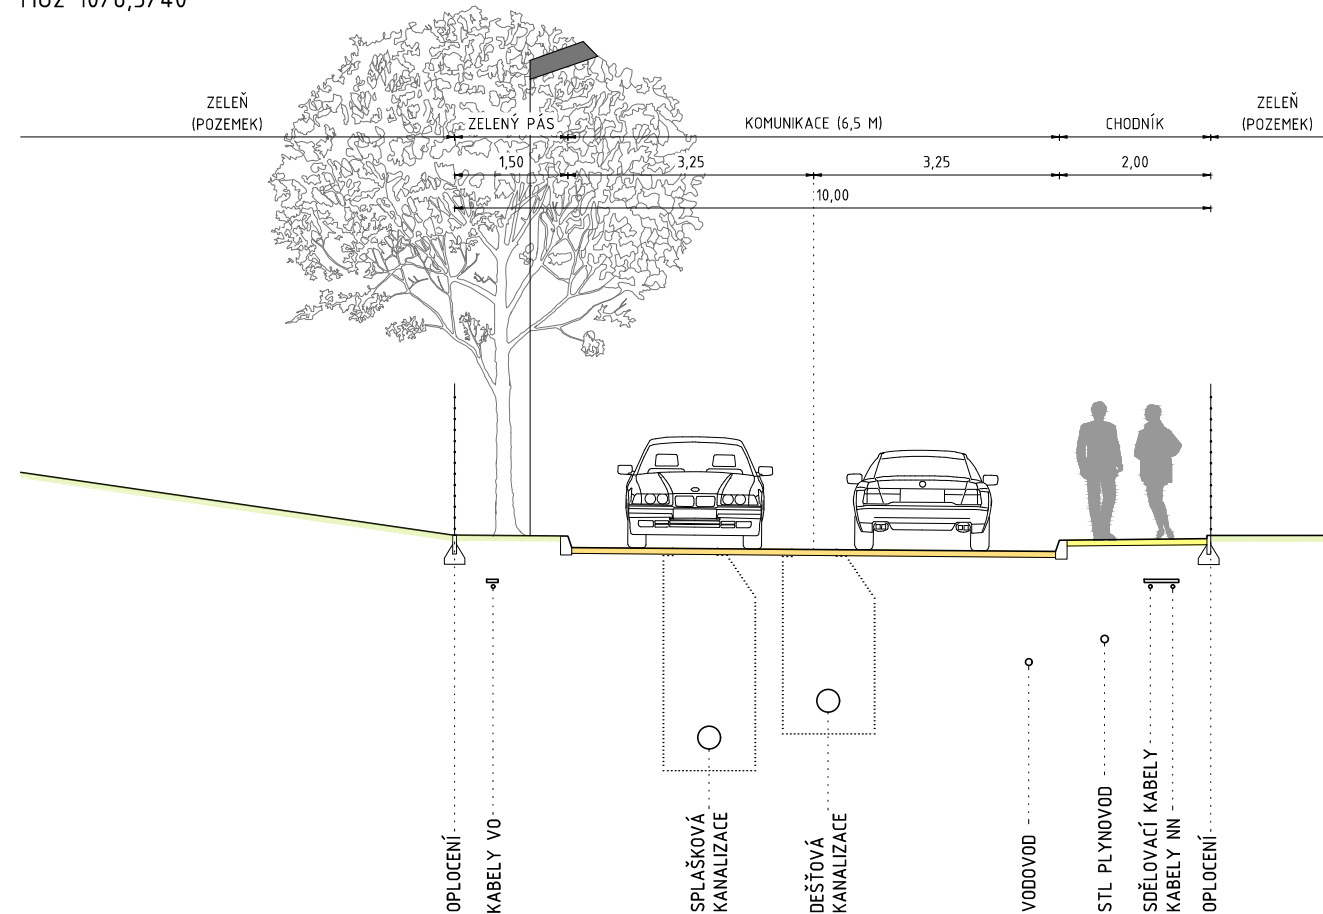 ZELEŇ
(POZEMEK)
ZELENÝ PÁS
KOMUNIKACE (6,5 M)
CHODNÍK
ZELEŇ
(POZEMEK)
1,50
3,25
3,25
2,00
10,00
OPLOCENÍ
KABELY VO
SPLAŠKOVÁ
KANALIZACE
DEŠŤOVÁ
KANALIZACE
VODOVOD
STL PLYNOVOD
SDĚLOVACÍ KABELY
KABELY NN
OPLOCENÍ